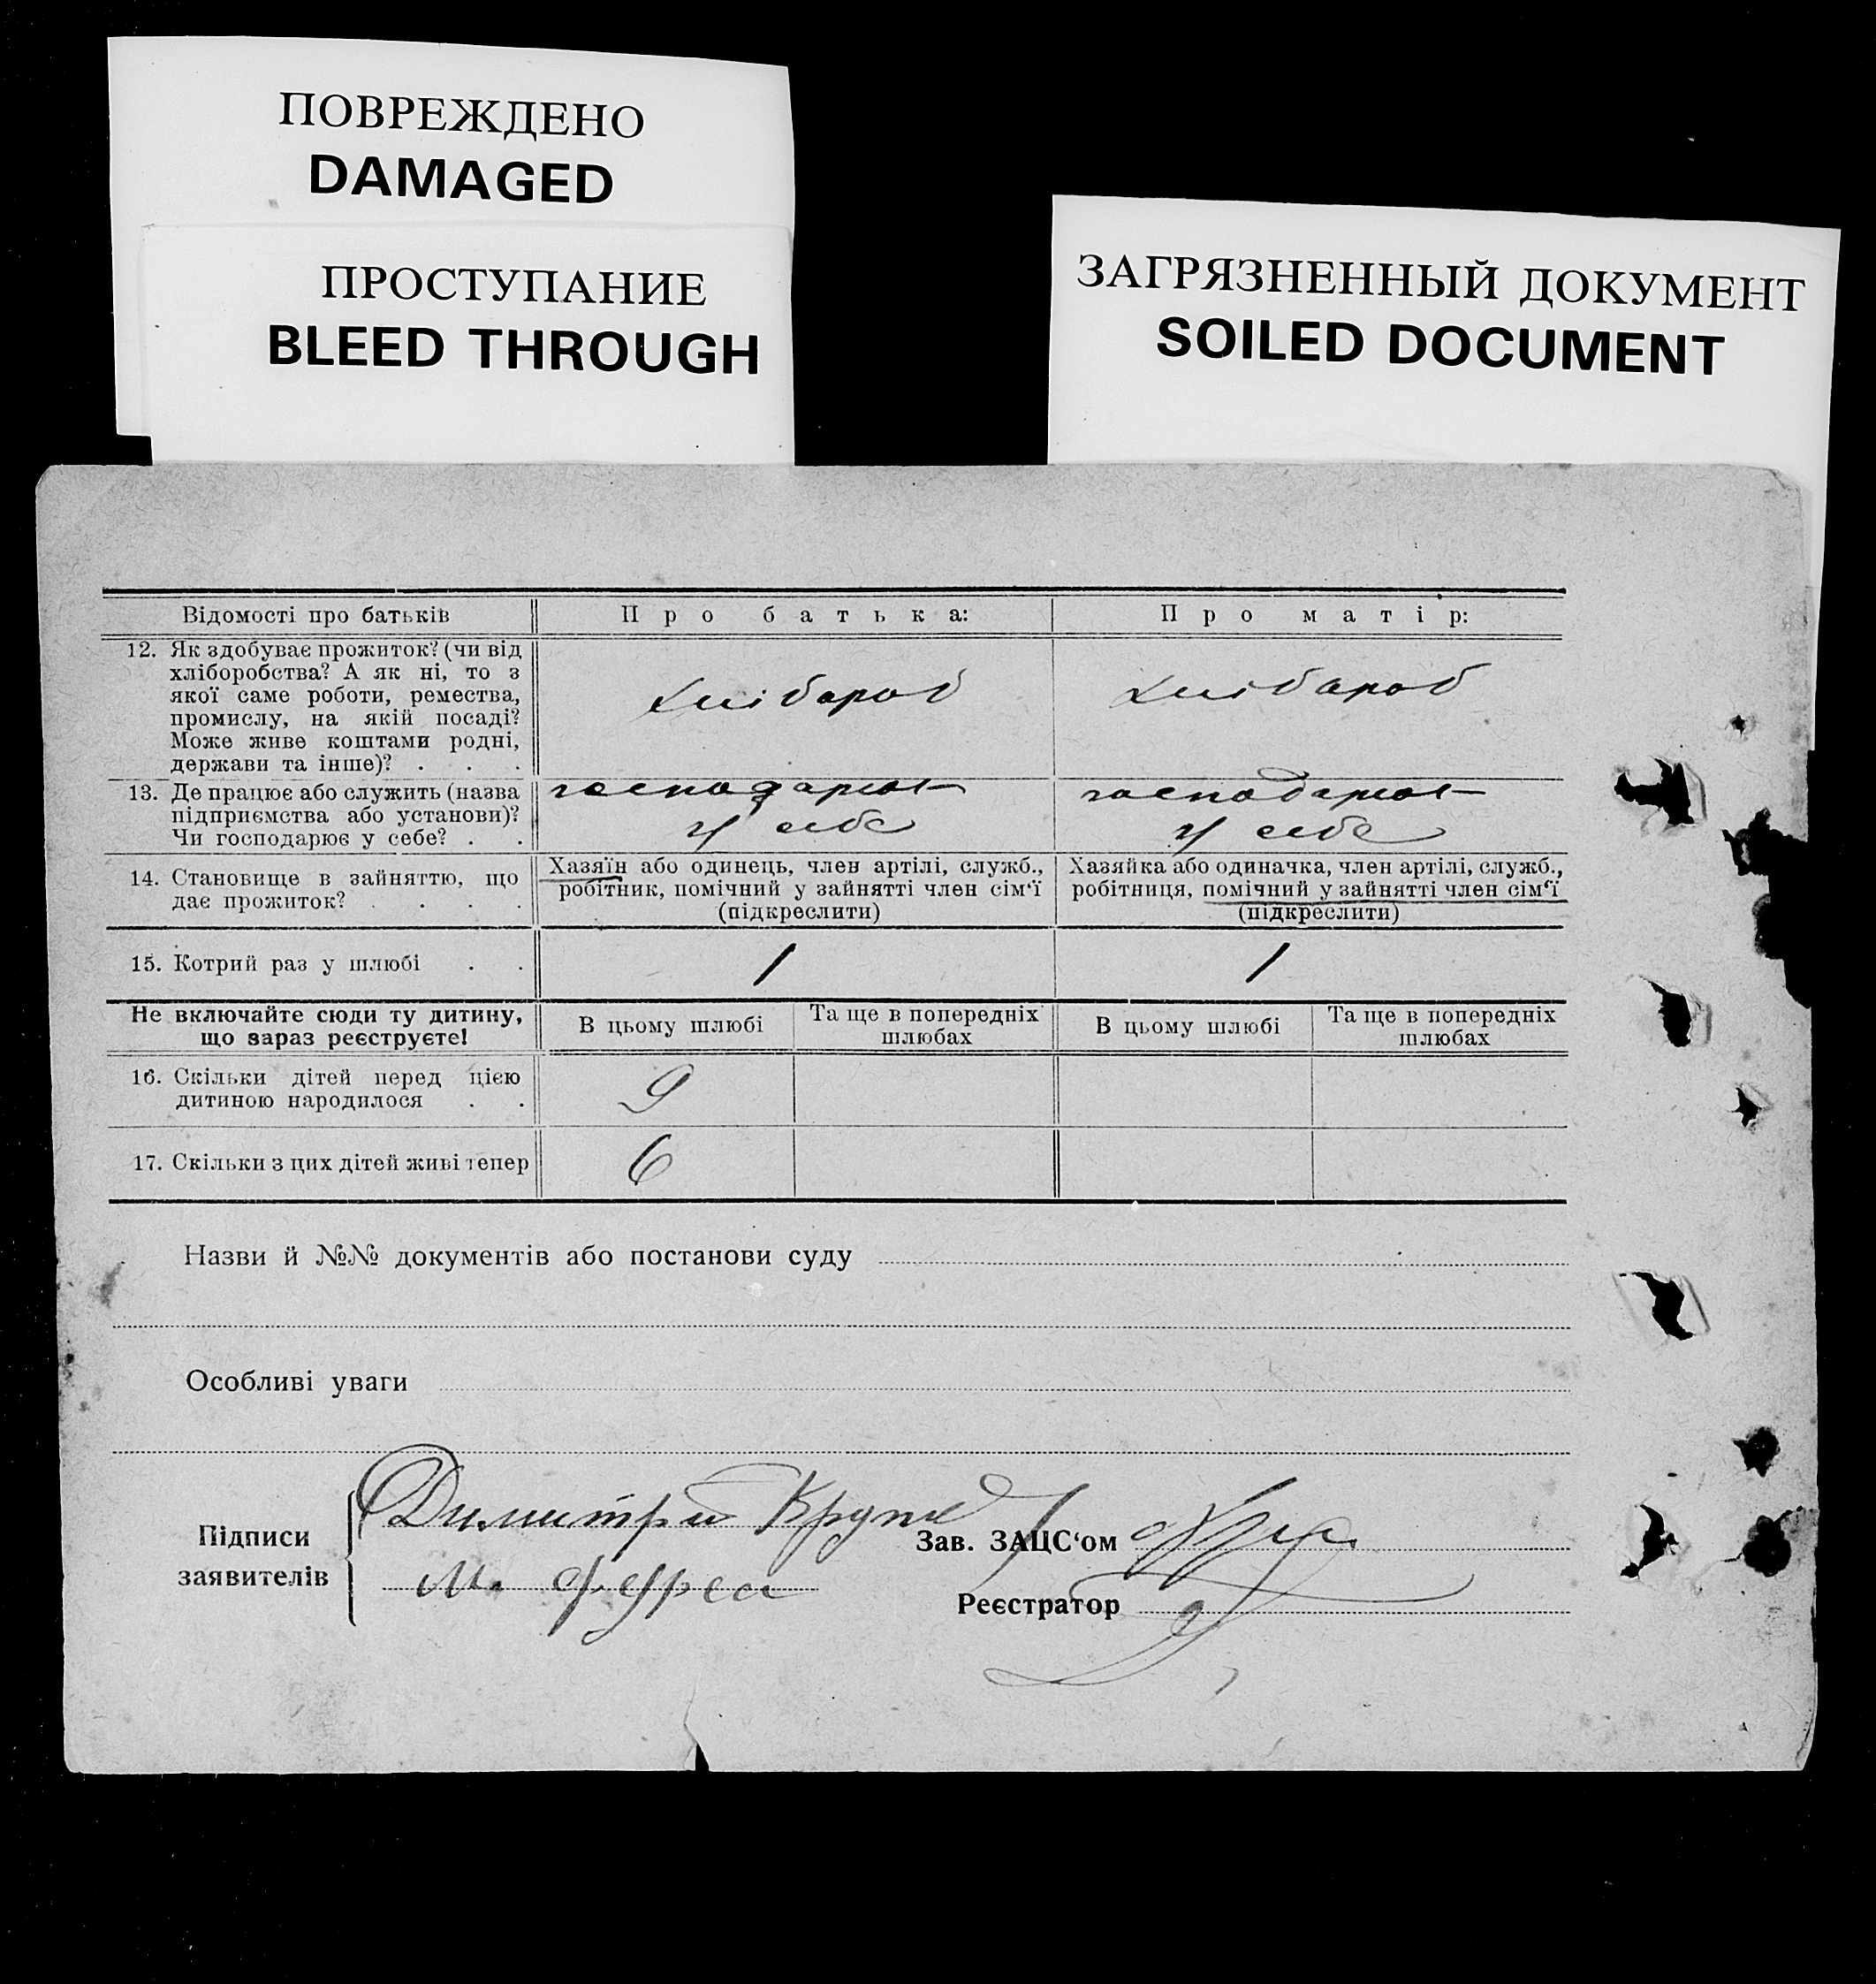 ПОВРЕЖДЕНО
DAMAGED
ПРОСТУПАНИЕ
BLEED THROUGH
ЗАГРЯЗНЕННЫЙ ДОКУМЕНТ
SOILED DOCUMENT
Відомості про батьків
Про батька:
Про матір:
12. Як здобуває прожиток? (чи від
хліборобства? А як ні, то з
якої саме роботи, ремества,
промислу, на якій посаді?
Може живе коштами родні,
держави та інше)? . . .
хлібароб
хлібароб
13. Де працює або служить (назва
підприємства або установи)?
Чи господарює у себе? . .
господарює
у себе
господарює
у себе
14. Становище в зайняттю, що
дає прожиток? . . . .
Хазяїн або одинець, член артілі, служб.,
робітник, помічний у зайнятті член сім‘ї
(підкреслити)
Хазяйка або одиначка, член артілі, служб.,
робітниця, помічний у зайнятті член сім‘ї
(підкреслити)
15. Котрий раз у шлюбі . .
1
1
Не включайте сюди ту дитину,
що зараз реєструєте!
В цьому шлюбі
Та ще в попередніх
шлюбах
В цьому шлюбі
Та ще в попередніх
шлюбах
16. Скільки дітей перед цією
дитиною народилося . .
9
17. Скільки з цих дітей живі тепер
6
Назви й №№ документів або постанови суду
Особливі уваги
Підписи
заявителів
Димитрий
Зав. ЗАЦС‘ом
Реєстратор